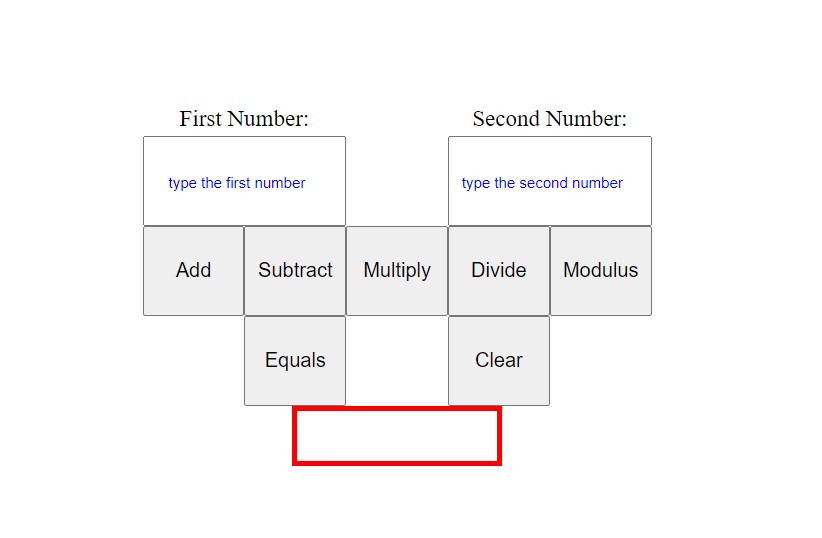 First Number: Second Number:
type the first number type the second number
Add Subtract Multiply Divide Modulus
Equals Clear